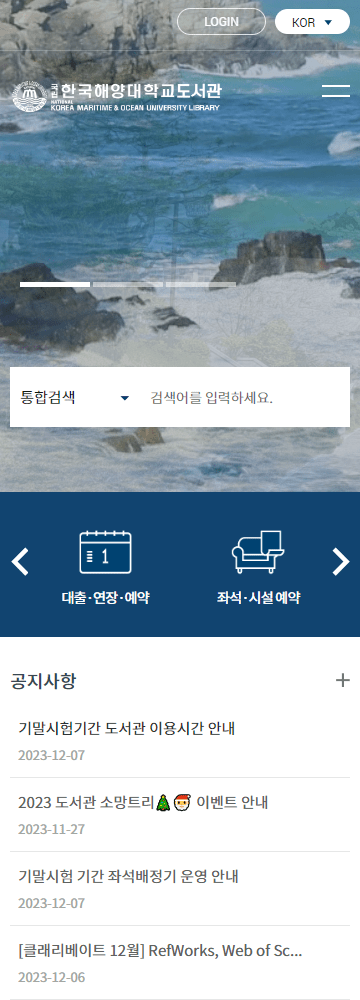 LOGIN
KOR
국립 한국해양대학교도서관
NATIONAL
KOREA MARITIME & OCEAN UNIVERSITY LIBRARY
통합검색
검색어를 입력하세요.
1
대출·연장·예약
좌석·시설예약
공지사항
기말시험기간 도서관 이용시간 안내
2023-12-07
2023 도서관 소망트리🎄🎅 이벤트 안내
2023-11-27
기말시험 기간 좌석배정기 운영 안내
2023-12-07
[클래리베이트 12월] RefWorks, Web of Sc...
2023-12-06